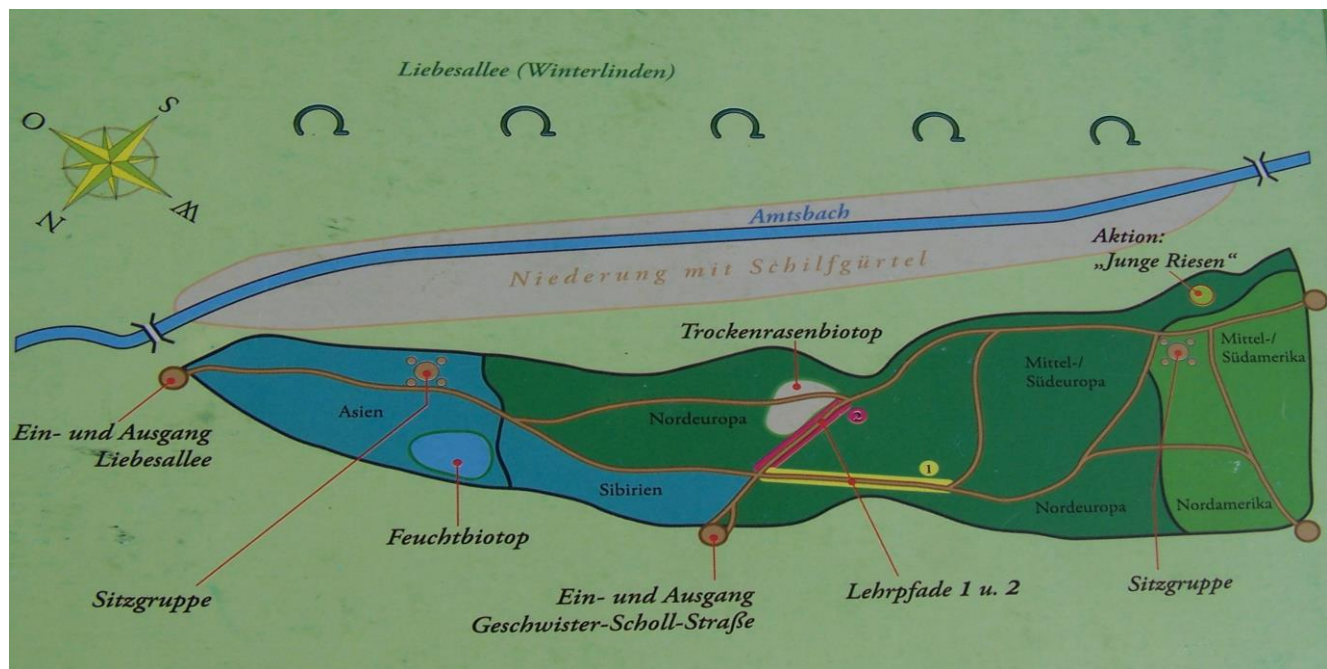 Liebesallee (Winterlinden)
O
S
N
W
Amtsbach
Niederung mit Schilfgürtel
Aktion:
„Junge Riesen“
Trockenrasenbiotop
Mittel-/
Südamerika
Mittel-/
Südeuropa
Asien
Nordeuropa
2
Ein- und Ausgang
Liebesallee
1
Sibirien
Nordeuropa
Nordamerika
Feuchtbiotop
Sitzgruppe
Ein- und Ausgang
Geschwister-Scholl-Straße
Lehrpfade 1 u. 2
Sitzgruppe